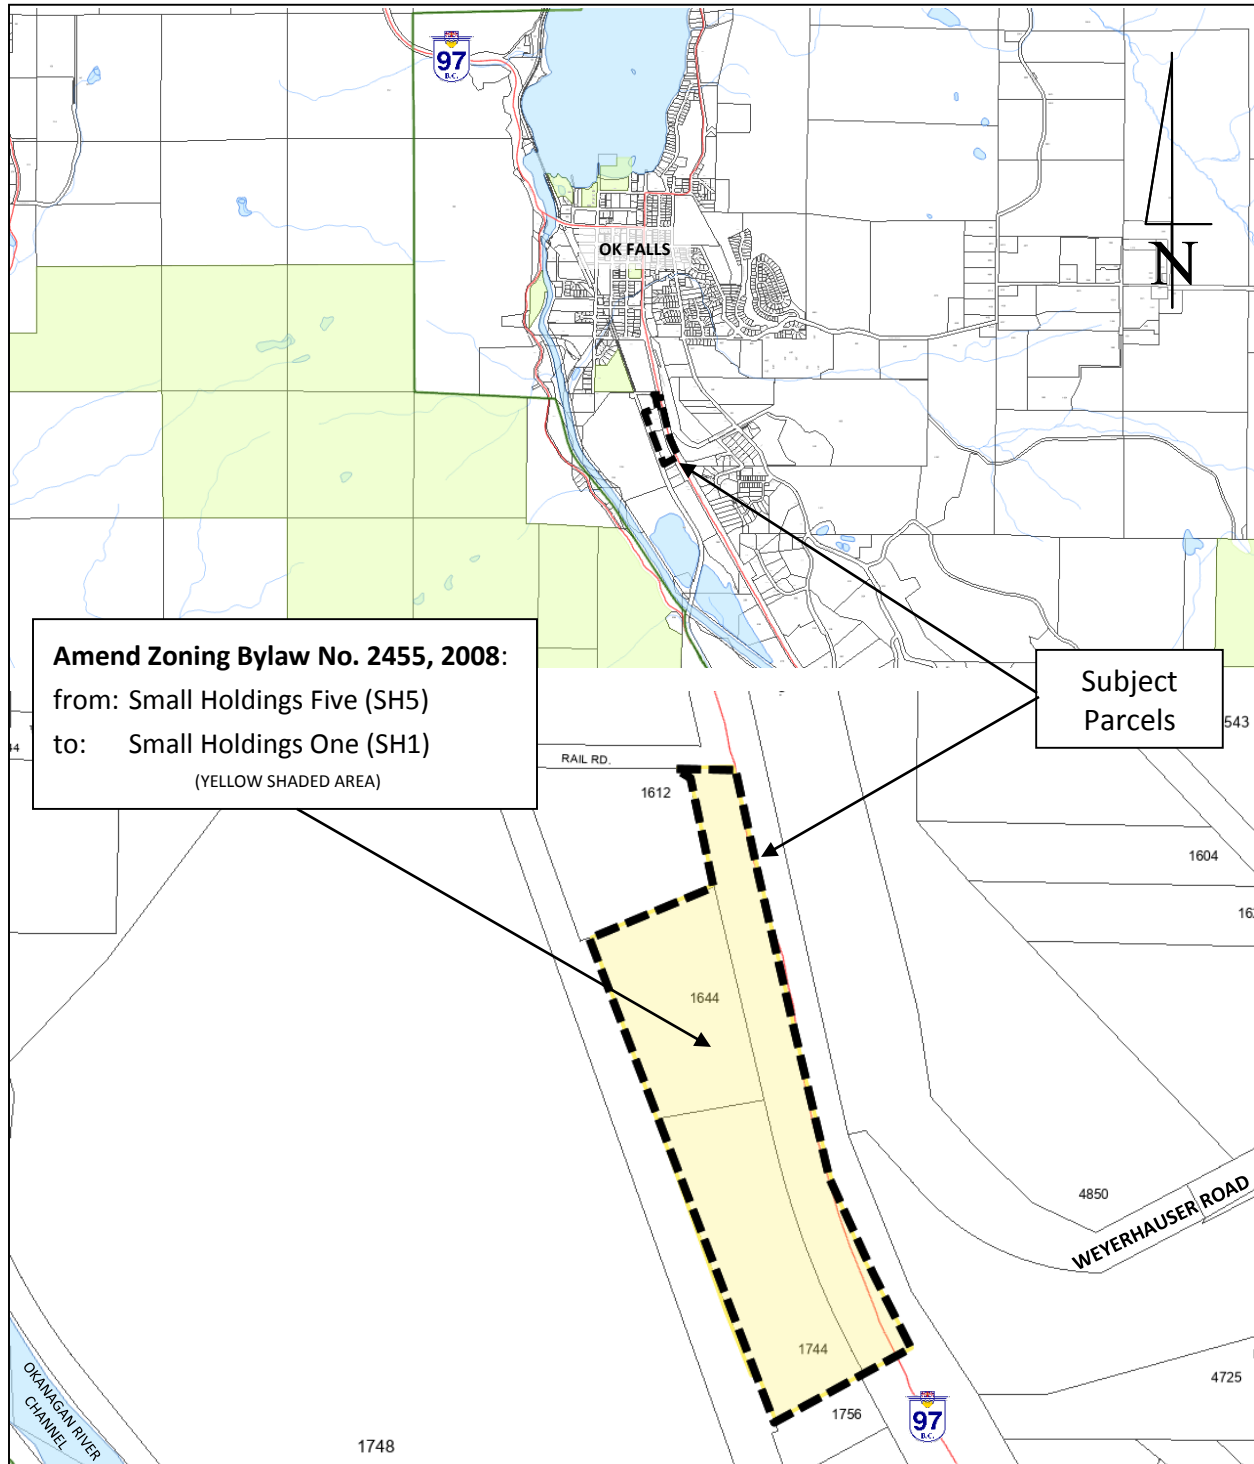 97
B.C.
N
OK FALLS
Amend Zoning Bylaw No. 2455, 2008:
from: Small Holdings Five (SH5)
to: Small Holdings One (SH1)
(YELLOW SHADED AREA)
Subject
Parcels
543
44
RAIL RD.
1612
1604
1644
4850
WEYERHAUSER ROAD
1744
4725
1756
97
B.C.
OKANAGAN RIVER
CHANNEL
1748